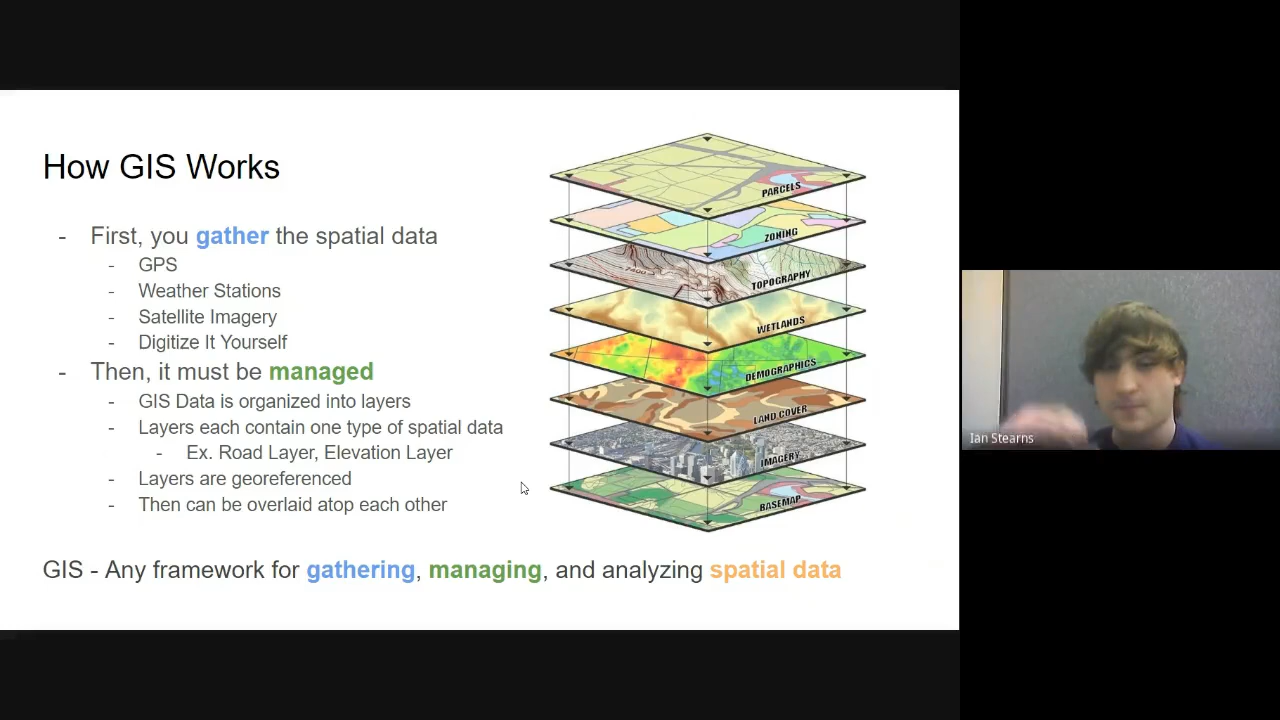 How GIS Works
- First, you gather the spatial data
- GPS
- Weather Stations
- Satellite Imagery
- Digitize It Yourself
- Then, it must be managed
- GIS Data is organized into layers
- Layers each contain one type of spatial data
- Ex. Road Layer, Elevation Layer
- Layers are georeferenced
- Then can be overlaid atop each other
GIS - Any framework for gathering, managing, and analyzing spatial data
PARCELS
ZONING
TOPOGRAPHY
7400
WETLANDS
DEMOGRAPHICS
LAND COVER
IMAGERY
BASEMAP
Ian Stearns